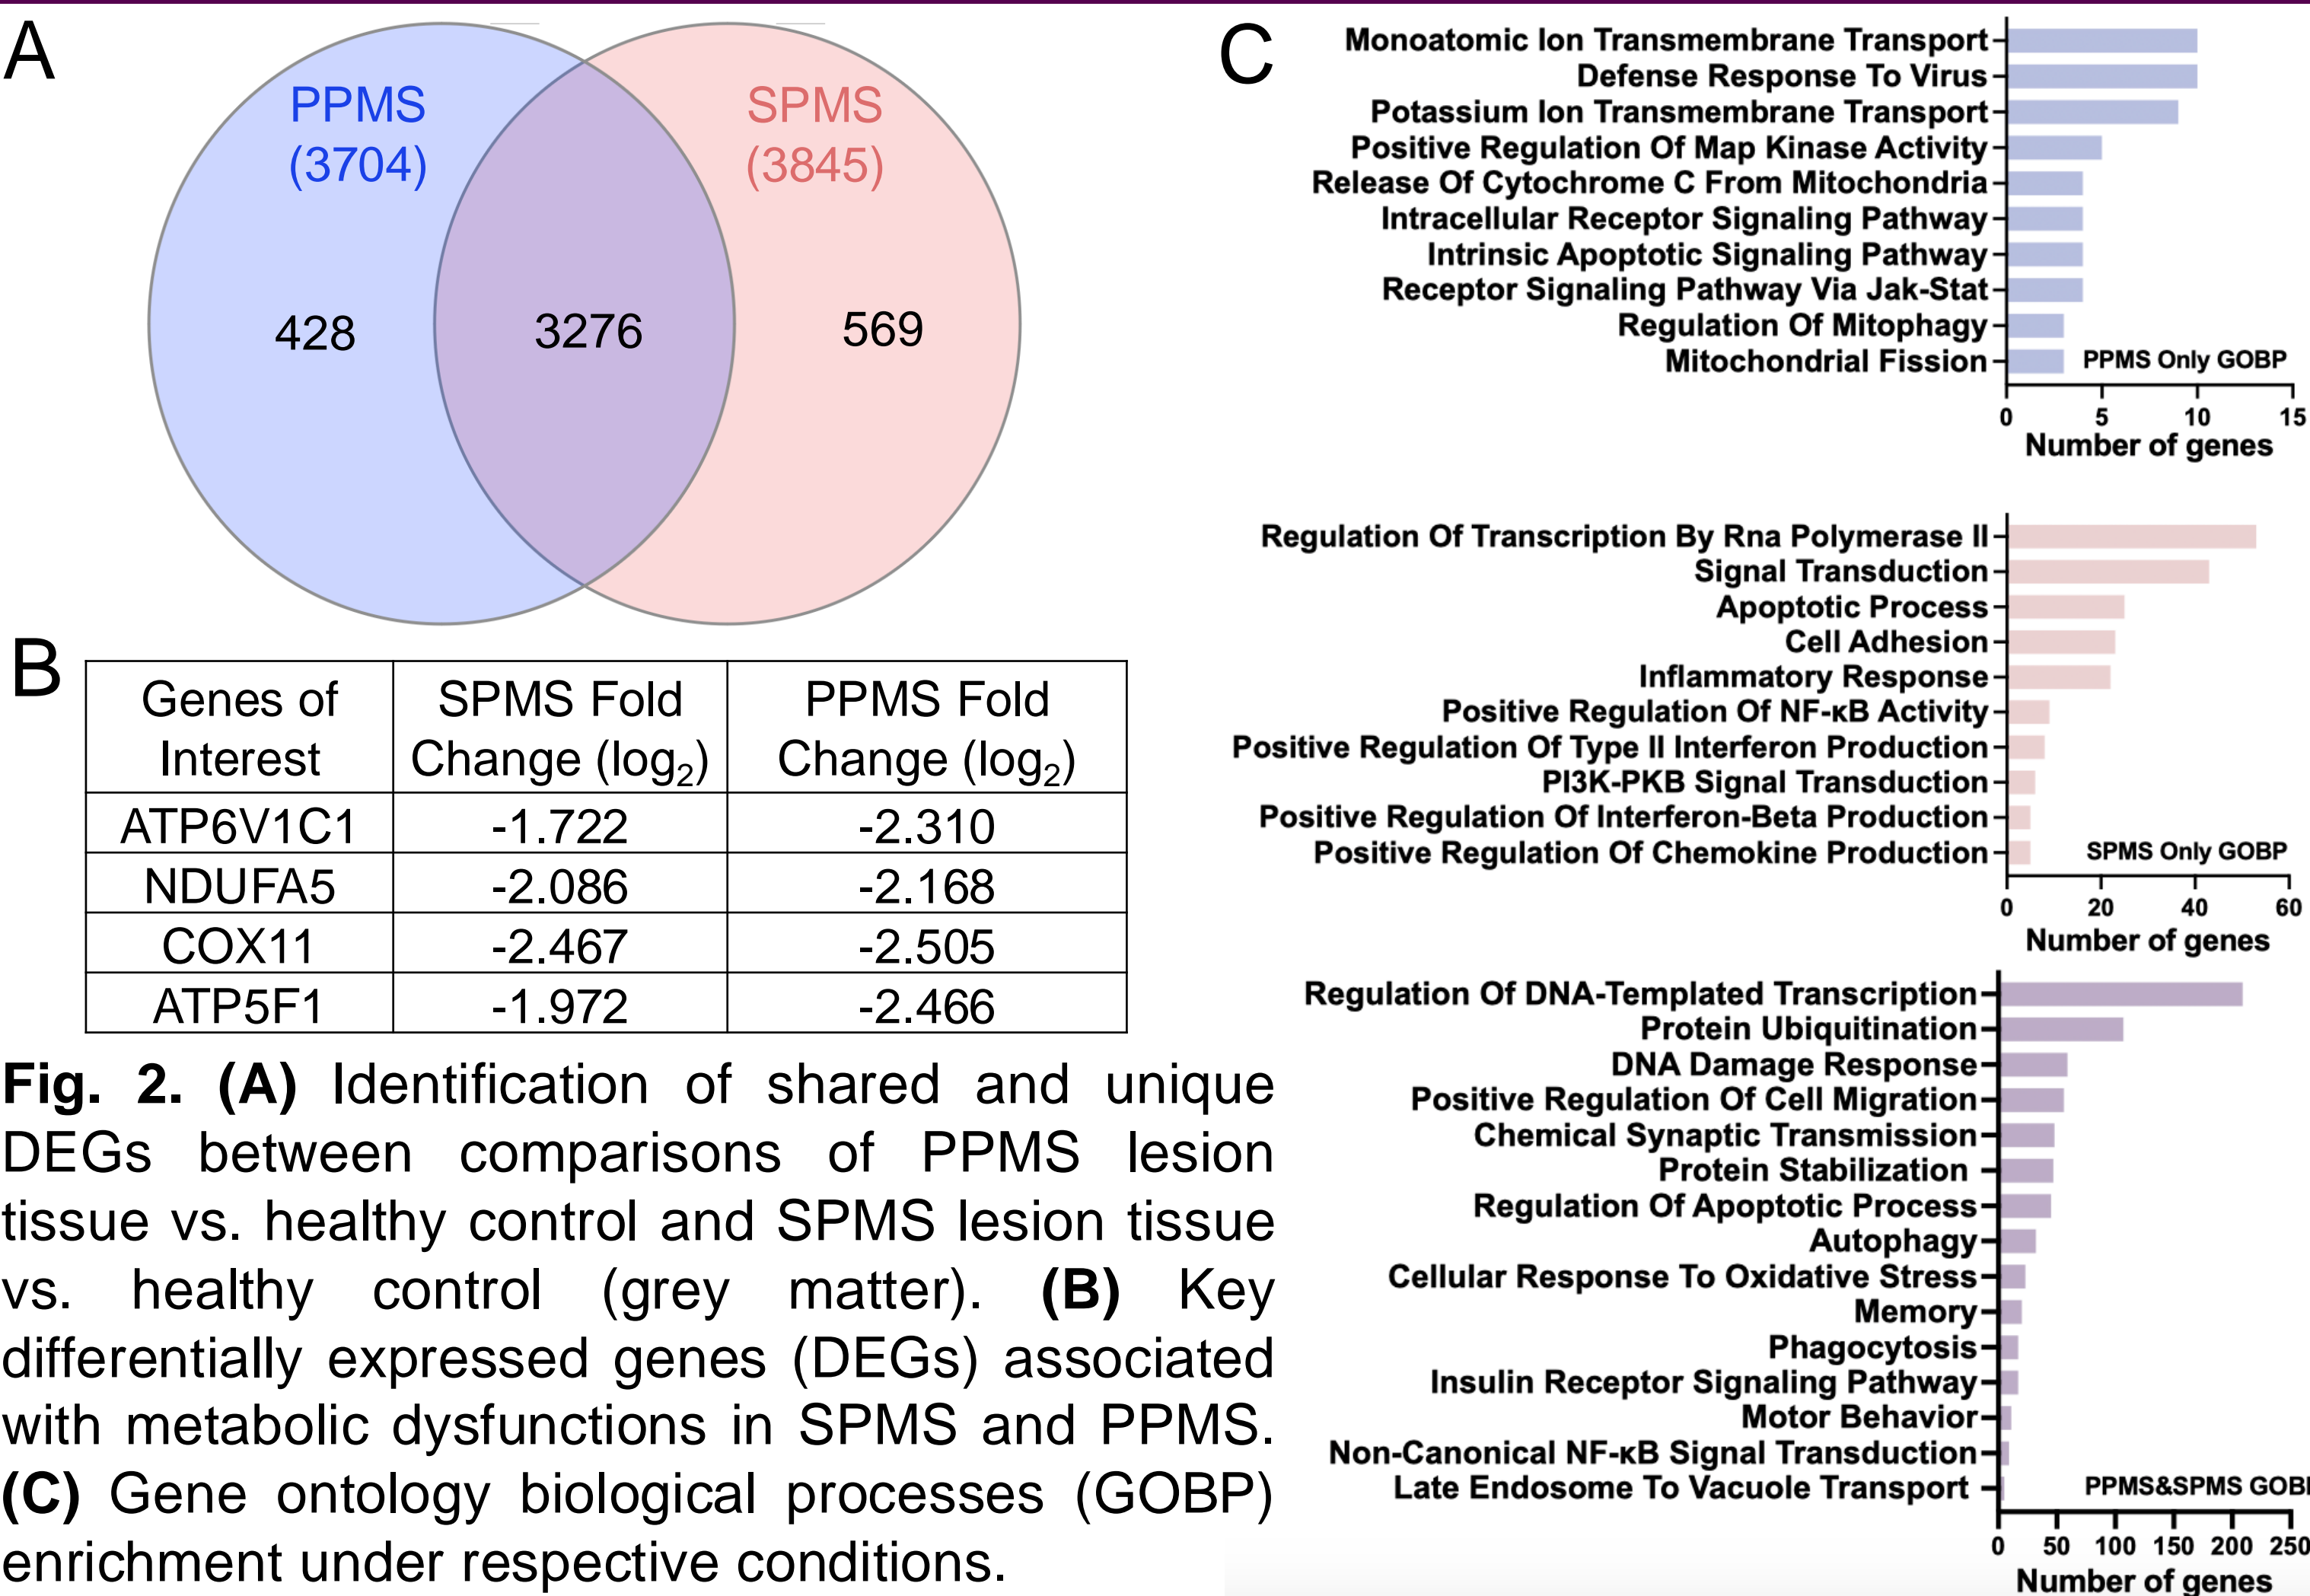 A
PPMS
(3704)
SPMS
(3845)
428
3276
569
B
Genes of Interest
SPMS Fold Change (log2)
PPMS Fold Change (log2)
ATP6V1C1 -1.722 -2.310
NDUFA5 -2.086 -2.168
COX11 -2.467 -2.505
ATP5F1 -1.972 -2.466
Fig. 2. (A) Identification of shared and unique
DEGs between comparisons of PPMS lesion
tissue vs. healthy control and SPMS lesion tissue
vs. healthy control (grey matter). (B) Key
differentially expressed genes (DEGs) associated
with metabolic dysfunctions in SPMS and PPMS.
(C) Gene ontology biological processes (GOBP)
enrichment under respective conditions.
C
Monoatomic Ion Transmembrane Transport
Defense Response To Virus
Potassium Ion Transmembrane Transport
Positive Regulation Of Map Kinase Activity
Release Of Cytochrome C From Mitochondria
Intracellular Receptor Signaling Pathway
Intrinsic Apoptotic Signaling Pathway
Receptor Signaling Pathway Via Jak-Stat
Regulation Of Mitophagy
Mitochondrial Fission
PPMS Only GOBP
0 5 10 15
Number of genes
Regulation Of Transcription By Rna Polymerase II
Signal Transduction
Apoptotic Process
Cell Adhesion
Inflammatory Response
Positive Regulation Of NF-κB Activity
Positive Regulation Of Type II Interferon Production
PI3K-PKB Signal Transduction
Positive Regulation Of Interferon-Beta Production
Positive Regulation Of Chemokine Production
SPMS Only GOBP
0 20 40 60
Number of genes
Regulation Of DNA-Templated Transcription
Protein Ubiquitination
DNA Damage Response
Positive Regulation Of Cell Migration
Chemical Synaptic Transmission
Protein Stabilization
Regulation Of Apoptotic Process
Autophagy
Cellular Response To Oxidative Stress
Memory
Phagocytosis
Insulin Receptor Signaling Pathway
Motor Behavior
Non-Canonical NF-κB Signal Transduction
Late Endosome To Vacuole Transport
PPMS&SPMS
0 50 100 150 200 250
Number of genes